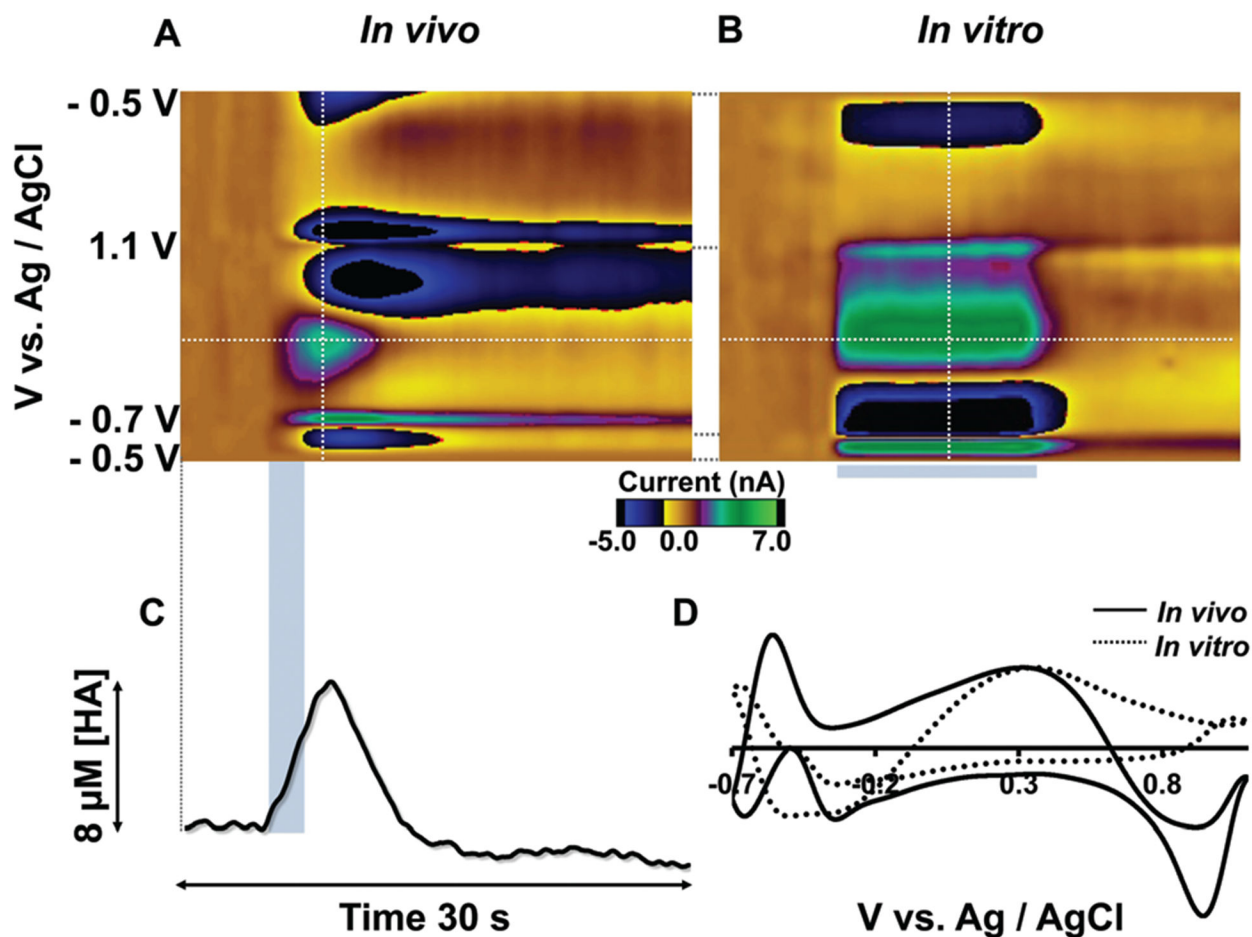 A
In vivo
B
In vitro
- 0.5 V
1.1 V
- 0.7 V
- 0.5 V
V vs. Ag / AgCl
Current (nA)
-5.0 0.0 7.0
C
8 µM [HA]
Time 30 s
D
In vivo
In vitro
-0.7 -0.2 0.3 0.8
V vs. Ag / AgCl